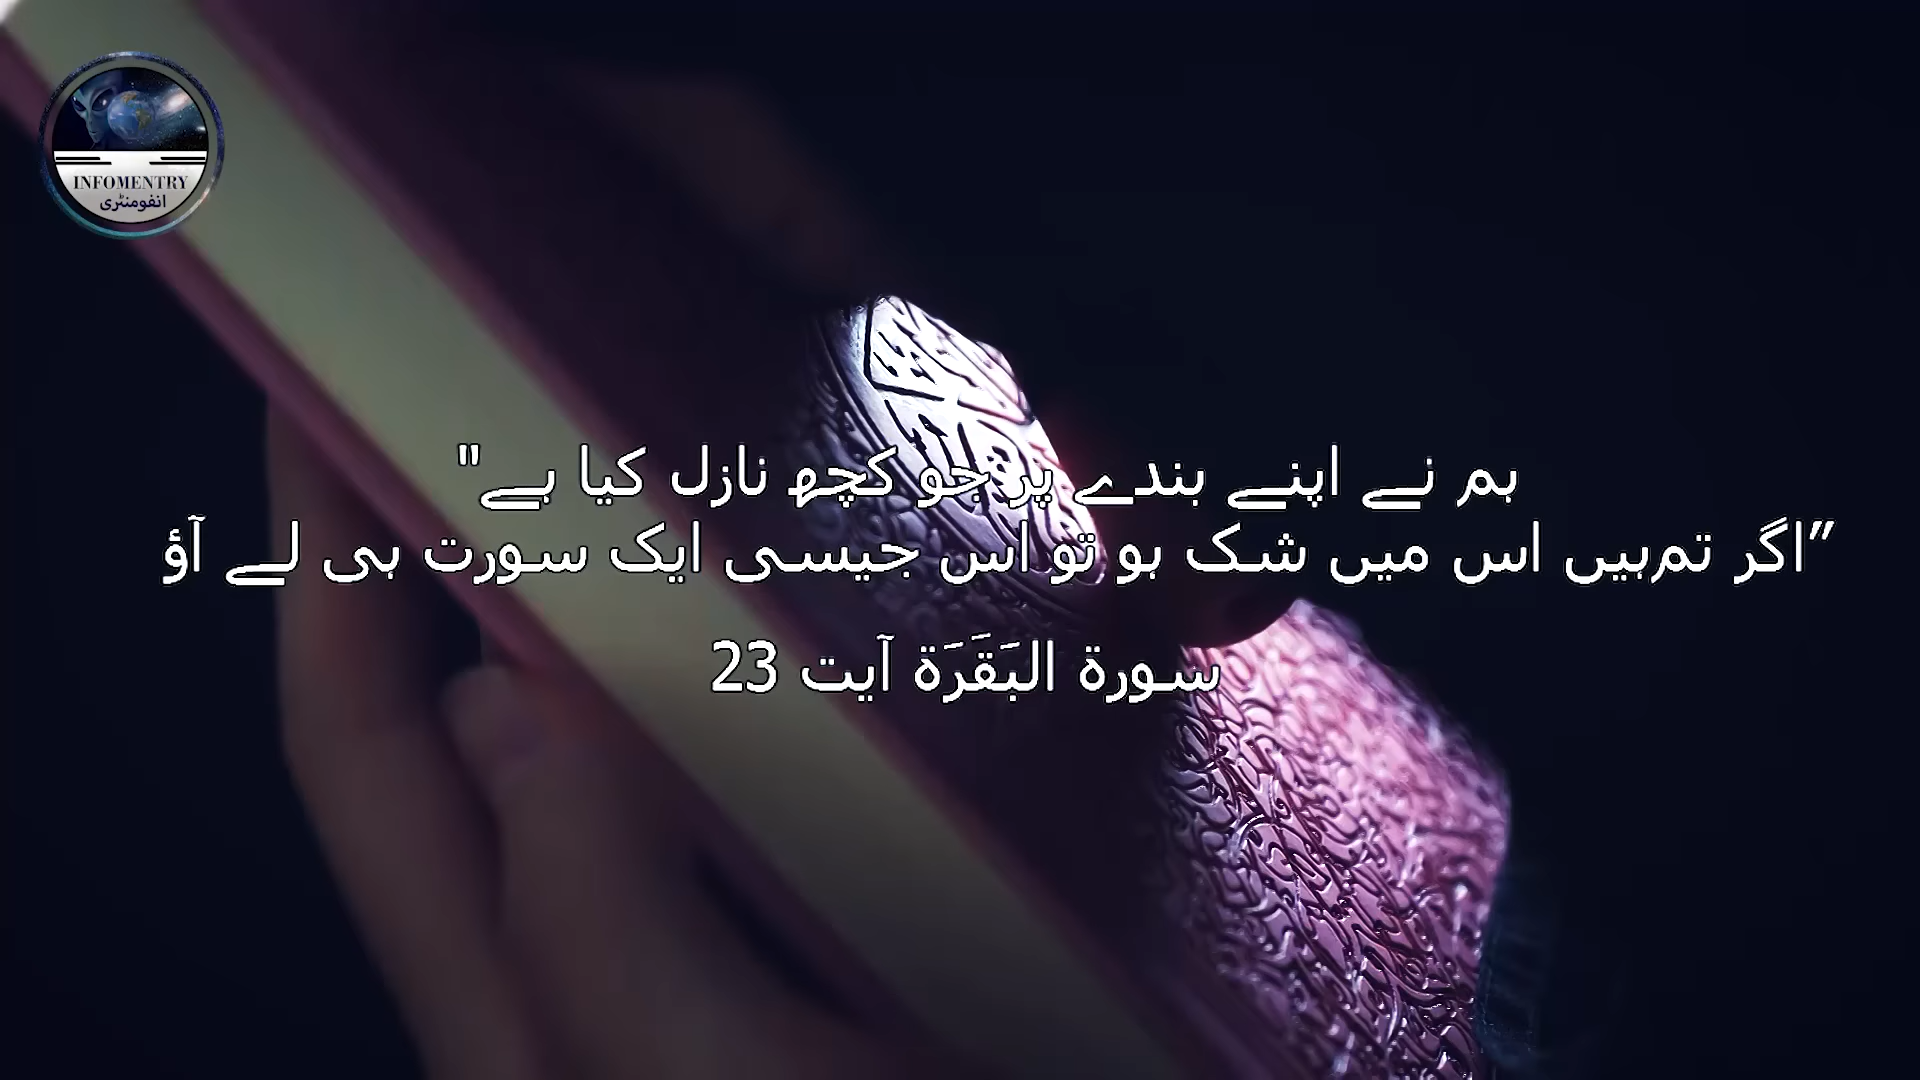 INFOMENTRY
انفومنٹری
ہم نے اپنے بندے پر جو کچھ نازل کیا ہے"
”اگر تمہیں اس میں شک ہو تو اس جیسی ایک سورت ہی لے آؤ
سورة البَقَرَة آیت 23